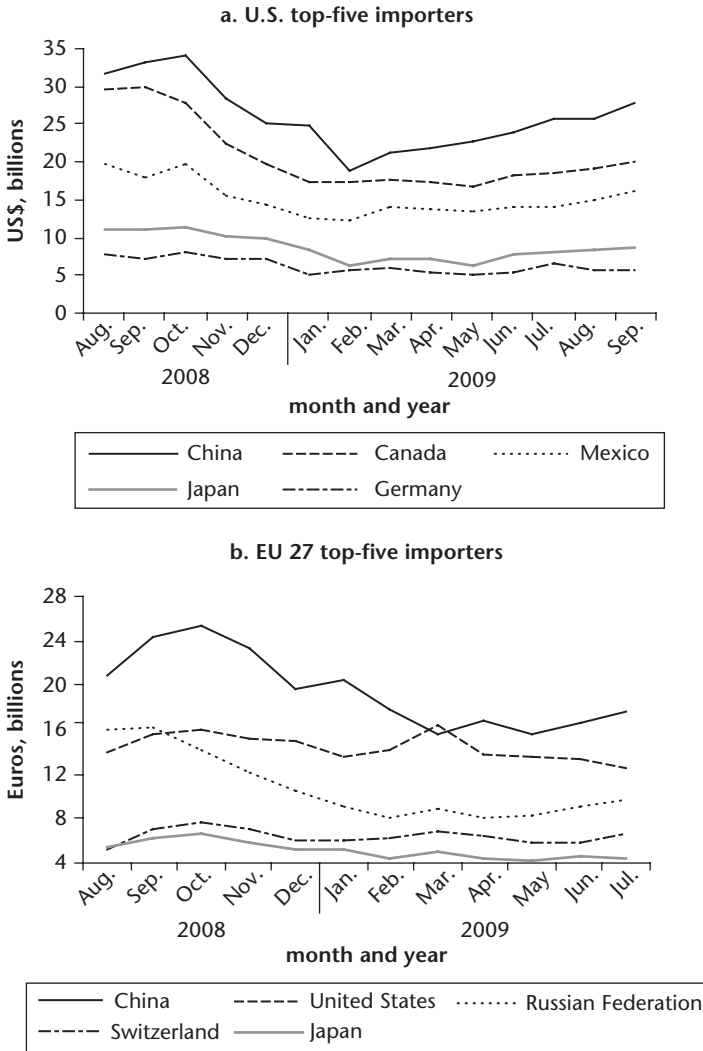 a. U.S. top-five importers
35
30
25
20
15
10
5
0
US$, billions
Aug. Sep. Oct. Nov. Dec. Jan. Feb. Mar. Apr. May Jun. Jul. Aug. Sep.
2008 2009
month and year
China Canada Mexico
Japan Germany
b. EU 27 top-five importers
28
24
20
16
12
8
4
Euros, billions
Aug. Sep. Oct. Nov. Dec. Jan. Feb. Mar. Apr. May Jun. Jul.
2008 2009
month and year
China United States Russian Federation
Switzerland Japan